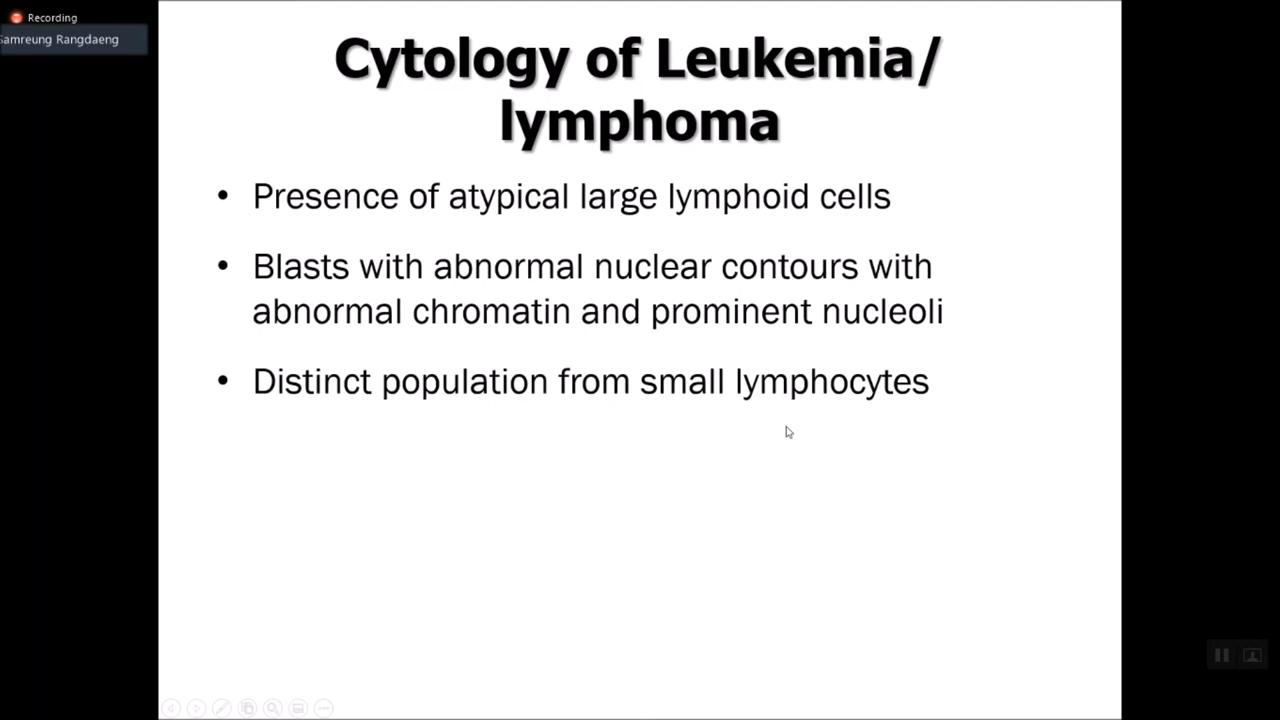 Recording
Samreung Rangdaeng
Cytology of Leukemia/
lymphoma
• Presence of atypical large lymphoid cells
• Blasts with abnormal nuclear contours with
abnormal chromatin and prominent nucleoli
• Distinct population from small lymphocytes